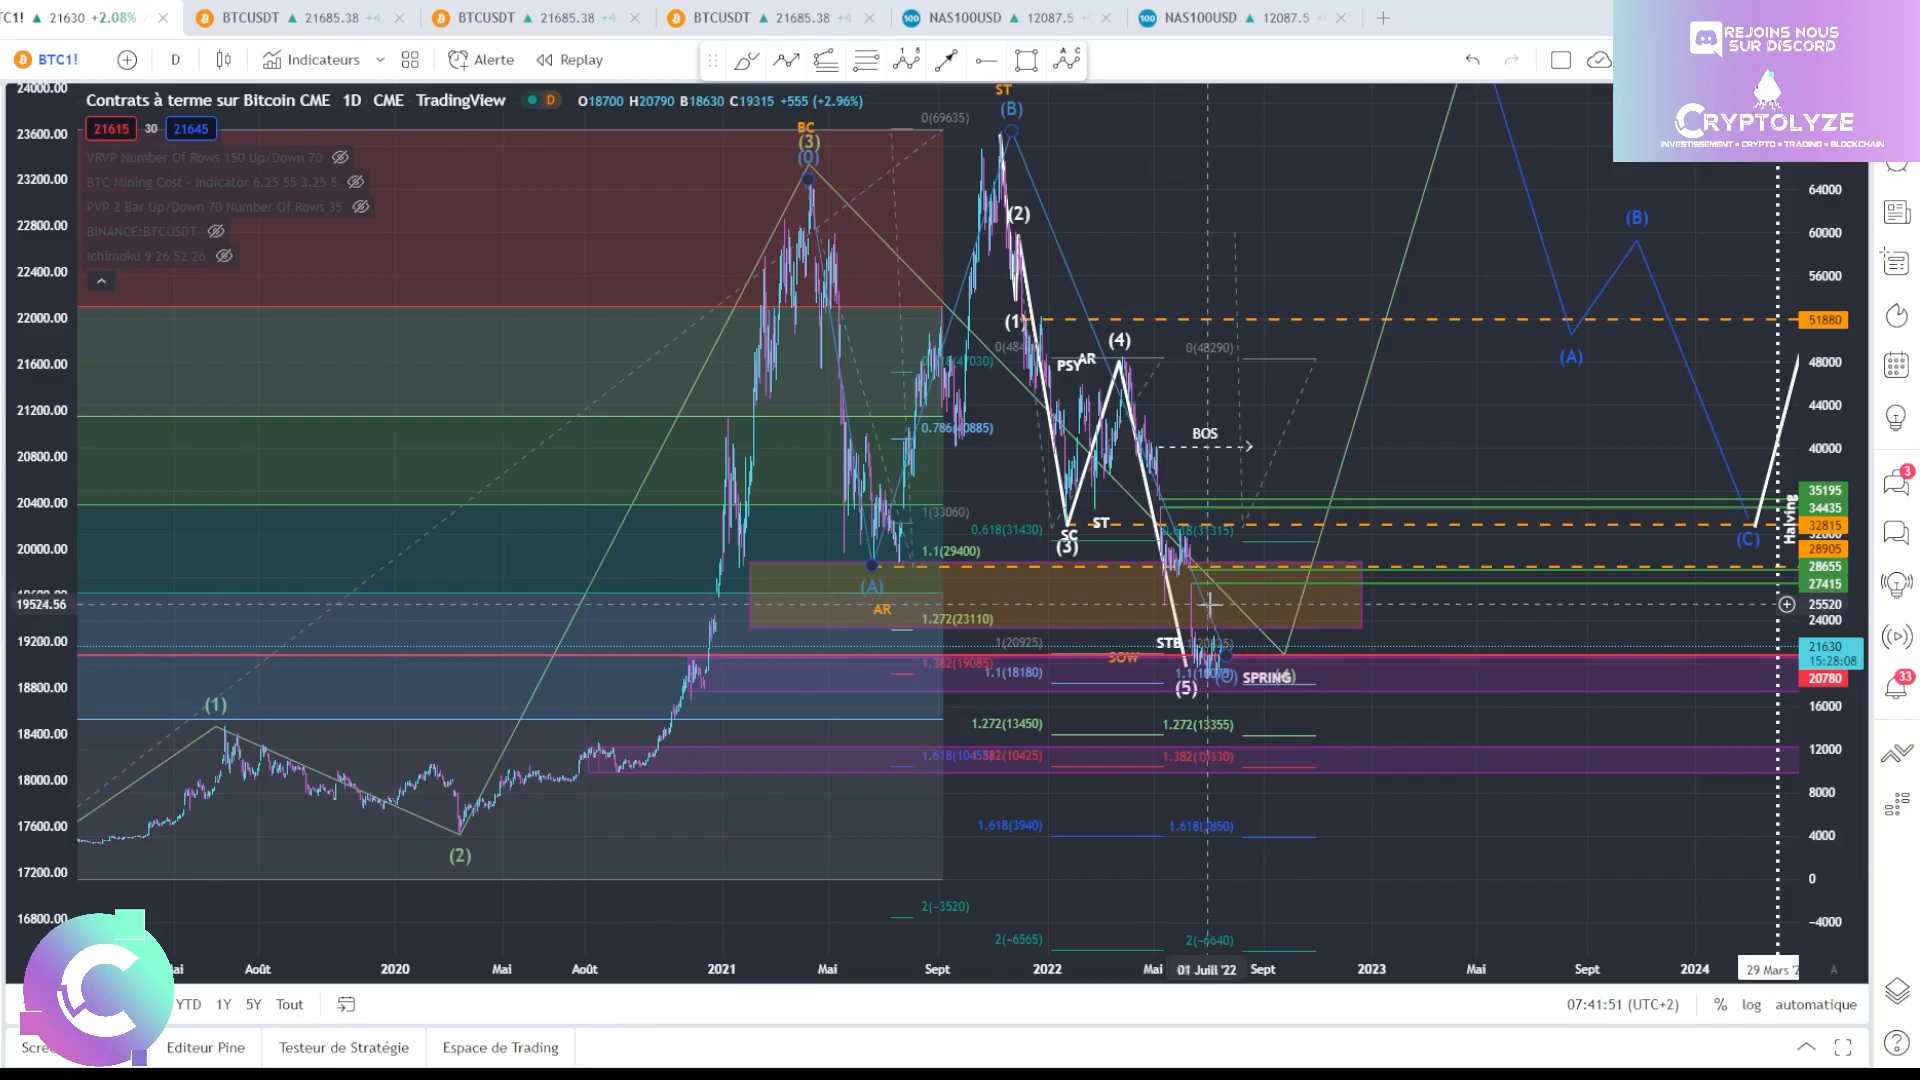 TC1! ▲ 21630 +2.08%
BTCUSDT ▲ 21685.38
BTCUSDT ▲ 21685.38
BTCUSDT ▲ 21685.38
NAS100USD ▲ 12087.5
NAS100USD ▲ 12087.5
REJOINS NOUS
SUR DISCORD
CRYPTOLYZE
INVESTISSEMENT • CRYPTO • TRADING • BLOCKCHAIN
BTC1!
D
Indicateurs
Alerte
Replay
Contrats à terme sur Bitcoin CME 1D CME TradingView
D
O18700 H20790 B18630 C19315 +555 (+2.96%)
21615 30 21645
VRVP Number Of Rows 150 Up/Down 70
BTC Mining Cost - Indicator 6.25 55 3.25 5
PVP 2 Bar Up/Down 70 Number Of Rows 35
BINANCE:BTCUSDT
Ichimoku 9 26 52 26
24000.00
23600.00
23200.00
22800.00
22400.00
22000.00
21600.00
21200.00
20800.00
20400.00
20000.00
19524.56
19200.00
18800.00
18400.00
18000.00
17600.00
17200.00
16800.00
BC
(3)
(0)
0(69635)
ST
(B)
(2)
(1)
PSY
AR
(4)
0(48290)
0.786(40885)
BOS
1(33060)
0.618(31430)
ST
SC
(3)
1.1(29400)
(A)
AR
1.272(23110)
1(20925)
STB
SOW
1.382(19085)
1.1(18180)
(5)
SPRING
(1)
(2)
1.272(13450)
1.272(13355)
1.618(3940)
2(−3520)
2(−6565)
2(−6640)
(B)
(A)
(C)
Halving
64000
60000
56000
51880
48000
44000
40000
35195
34435
32815
28905
28655
27415
25520
24000
21630
15:28:08
20780
16000
12000
8000
4000
0
−4000
3
33
Août
2020
Mai
Août
2021
Mai
Sept
2022
Mai
01 Juill '22
Sept
2023
Mai
Sept
2024
29 Mars '2
A
YTD 1Y 5Y Tout
07:41:51 (UTC+2)
% log automatique
Editeur Pine
Testeur de Stratégie
Espace de Trading